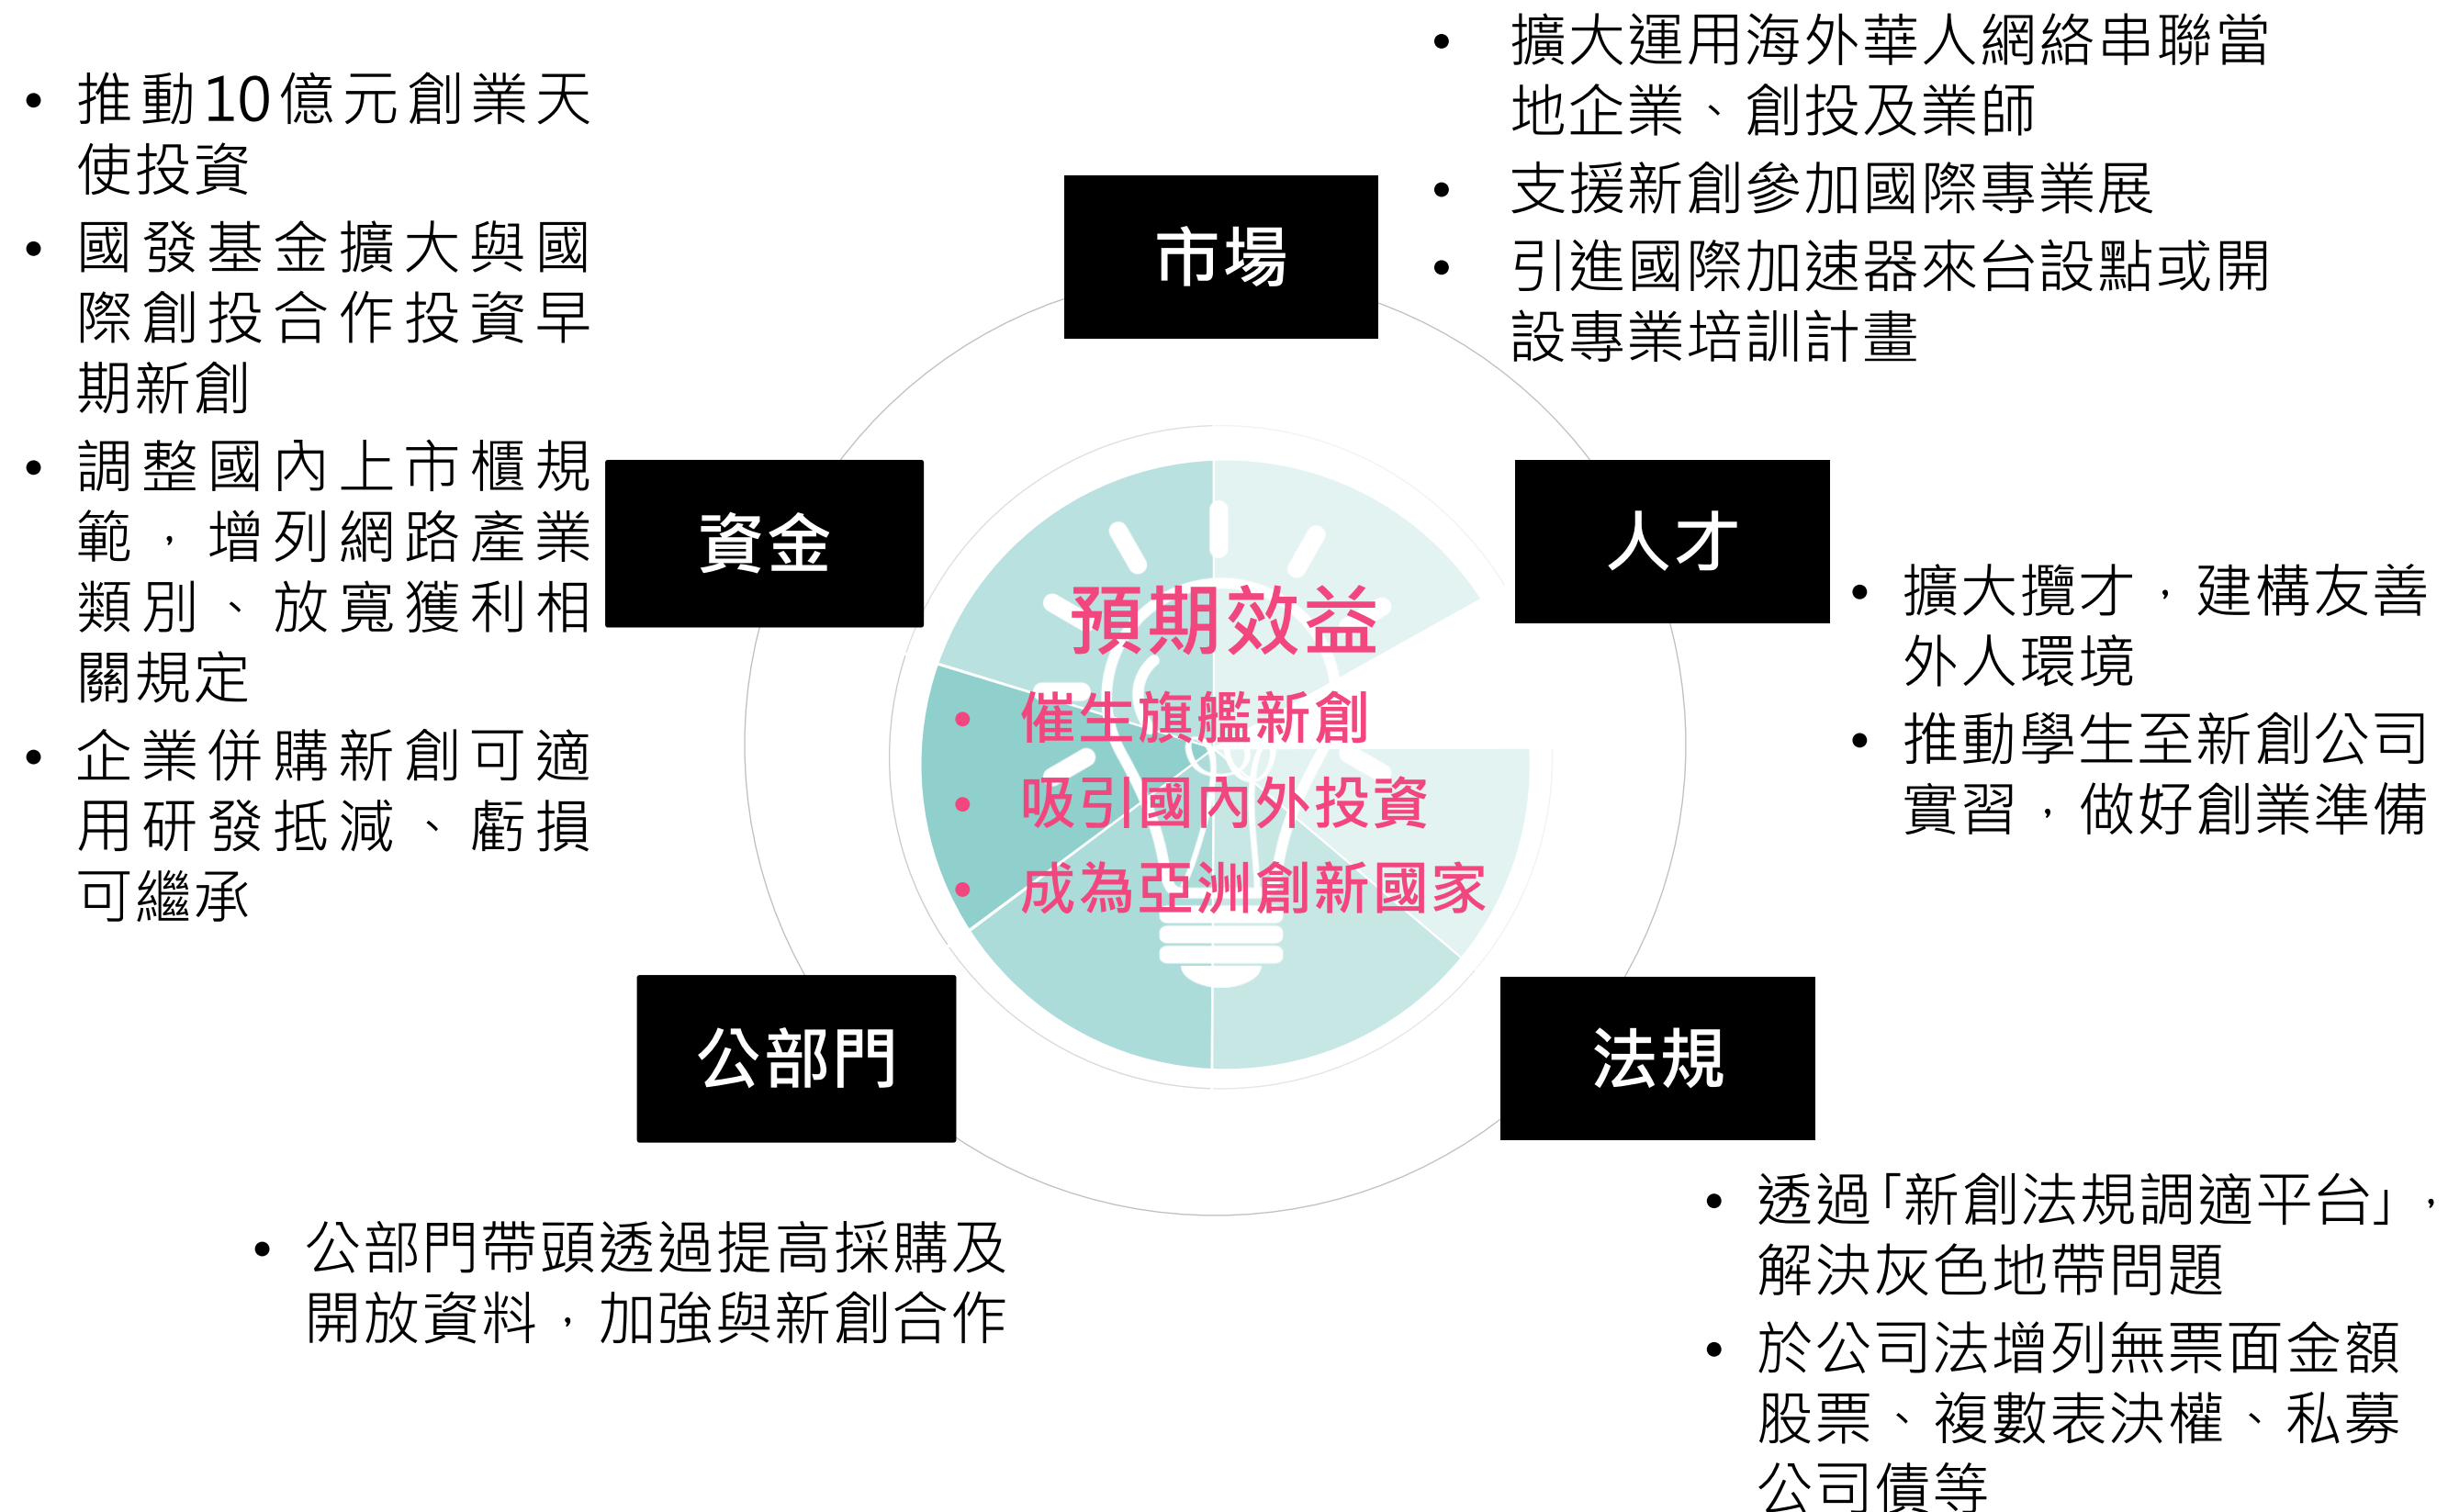 • 推動10億元創業天
使投資
• 國發基金擴大與國
際創投合作投資早
期新創
• 調整國內上市櫃規
範，增列網路產業
類別、放寬獲利相
關規定
• 企業併購新創可適
用研發抵減、虧損
可繼承
市場
• 擴大運用海外華人網絡串聯當
地企業、創投及業師
• 支援新創參加國際專業展
• 引進國際加速器來台設點或開
設專業培訓計畫
資金
人才
• 擴大攬才，建構友善
外人環境
• 推動學生至新創公司
實習，做好創業準備
預期效益
• 催生旗艦新創
• 吸引國內外投資
• 成為亞洲創新國家
公部門
• 公部門帶頭透過提高採購及
開放資料，加強與新創合作
法規
• 透過「新創法規調適平台」，
解決灰色地帶問題
• 於公司法增列無票面金額
股票、複數表決權、私募
公司債等